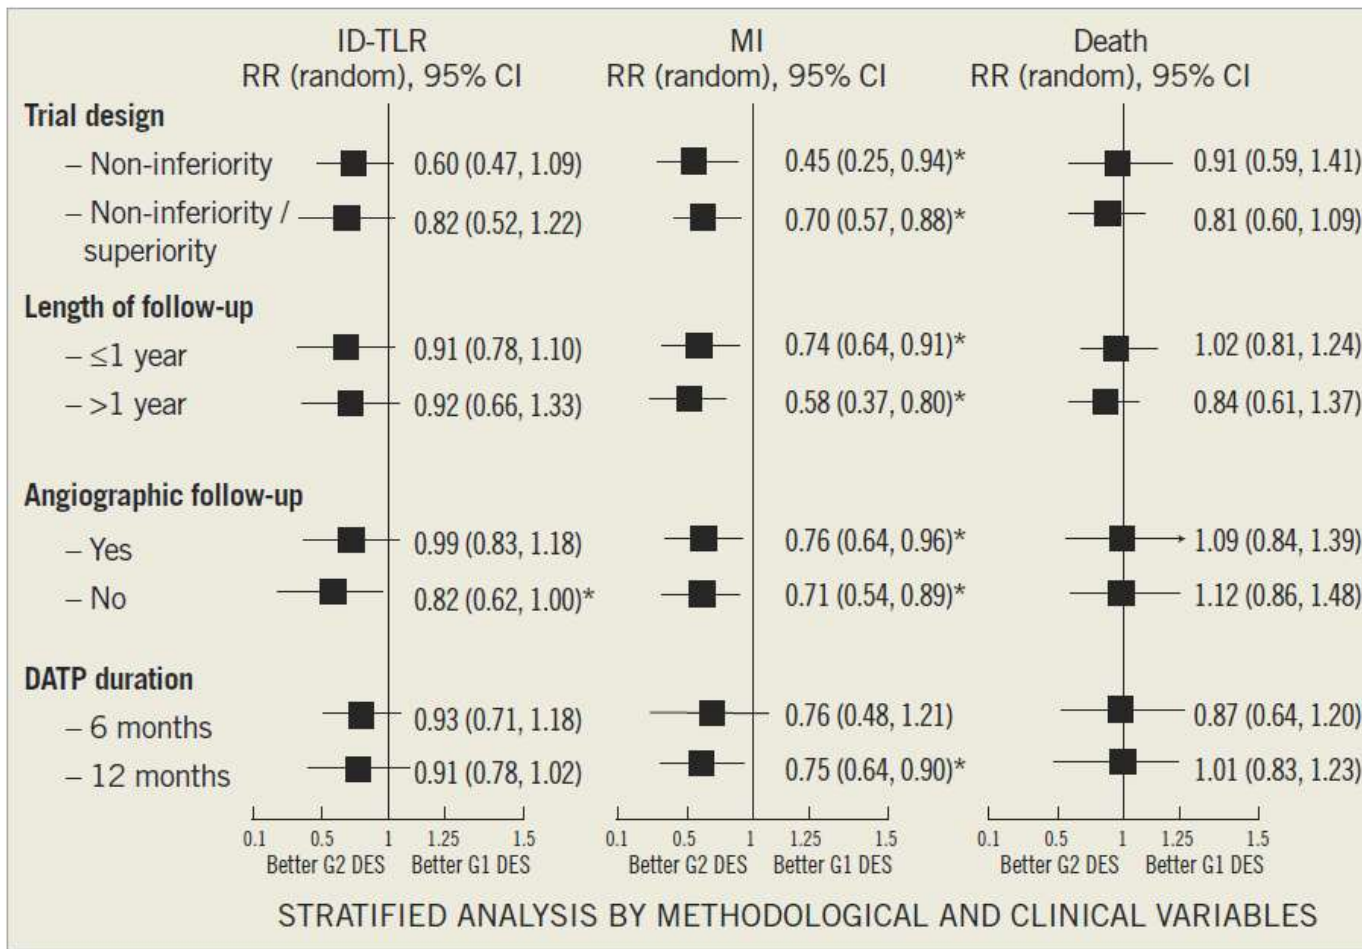 ID-TLR MI Death
RR (random), 95% CI RR (random), 95% CI RR (random), 95% CI
Trial design
– Non-inferiority 0.60 (0.47, 1.09) 0.45 (0.25, 0.94)* 0.91 (0.59, 1.41)
– Non-inferiority / 0.82 (0.52, 1.22) 0.70 (0.57, 0.88)* 0.81 (0.60, 1.09)
superiority
Length of follow-up
– ≤1 year 0.91 (0.78, 1.10) 0.74 (0.64, 0.91)* 1.02 (0.81, 1.24)
– >1 year 0.92 (0.66, 1.33) 0.58 (0.37, 0.80)* 0.84 (0.61, 1.37)
Angiographic follow-up
– Yes 0.99 (0.83, 1.18) 0.76 (0.64, 0.96)* 1.09 (0.84, 1.39)
– No 0.82 (0.62, 1.00)* 0.71 (0.54, 0.89)* 1.12 (0.86, 1.48)
DATP duration
– 6 months 0.93 (0.71, 1.18) 0.76 (0.48, 1.21) 0.87 (0.64, 1.20)
– 12 months 0.91 (0.78, 1.02) 0.75 (0.64, 0.90)* 1.01 (0.83, 1.23)
0.1 0.5 1 1.25 1.5 0.1 0.5 1 1.25 1.5 0.1 0.5 1 1.25 1.5
Better G2 DES Better G1 DES Better G2 DES Better G1 DES Better G2 DES Better G1 DES
STRATIFIED ANALYSIS BY METHODOLOGICAL AND CLINICAL VARIABLES